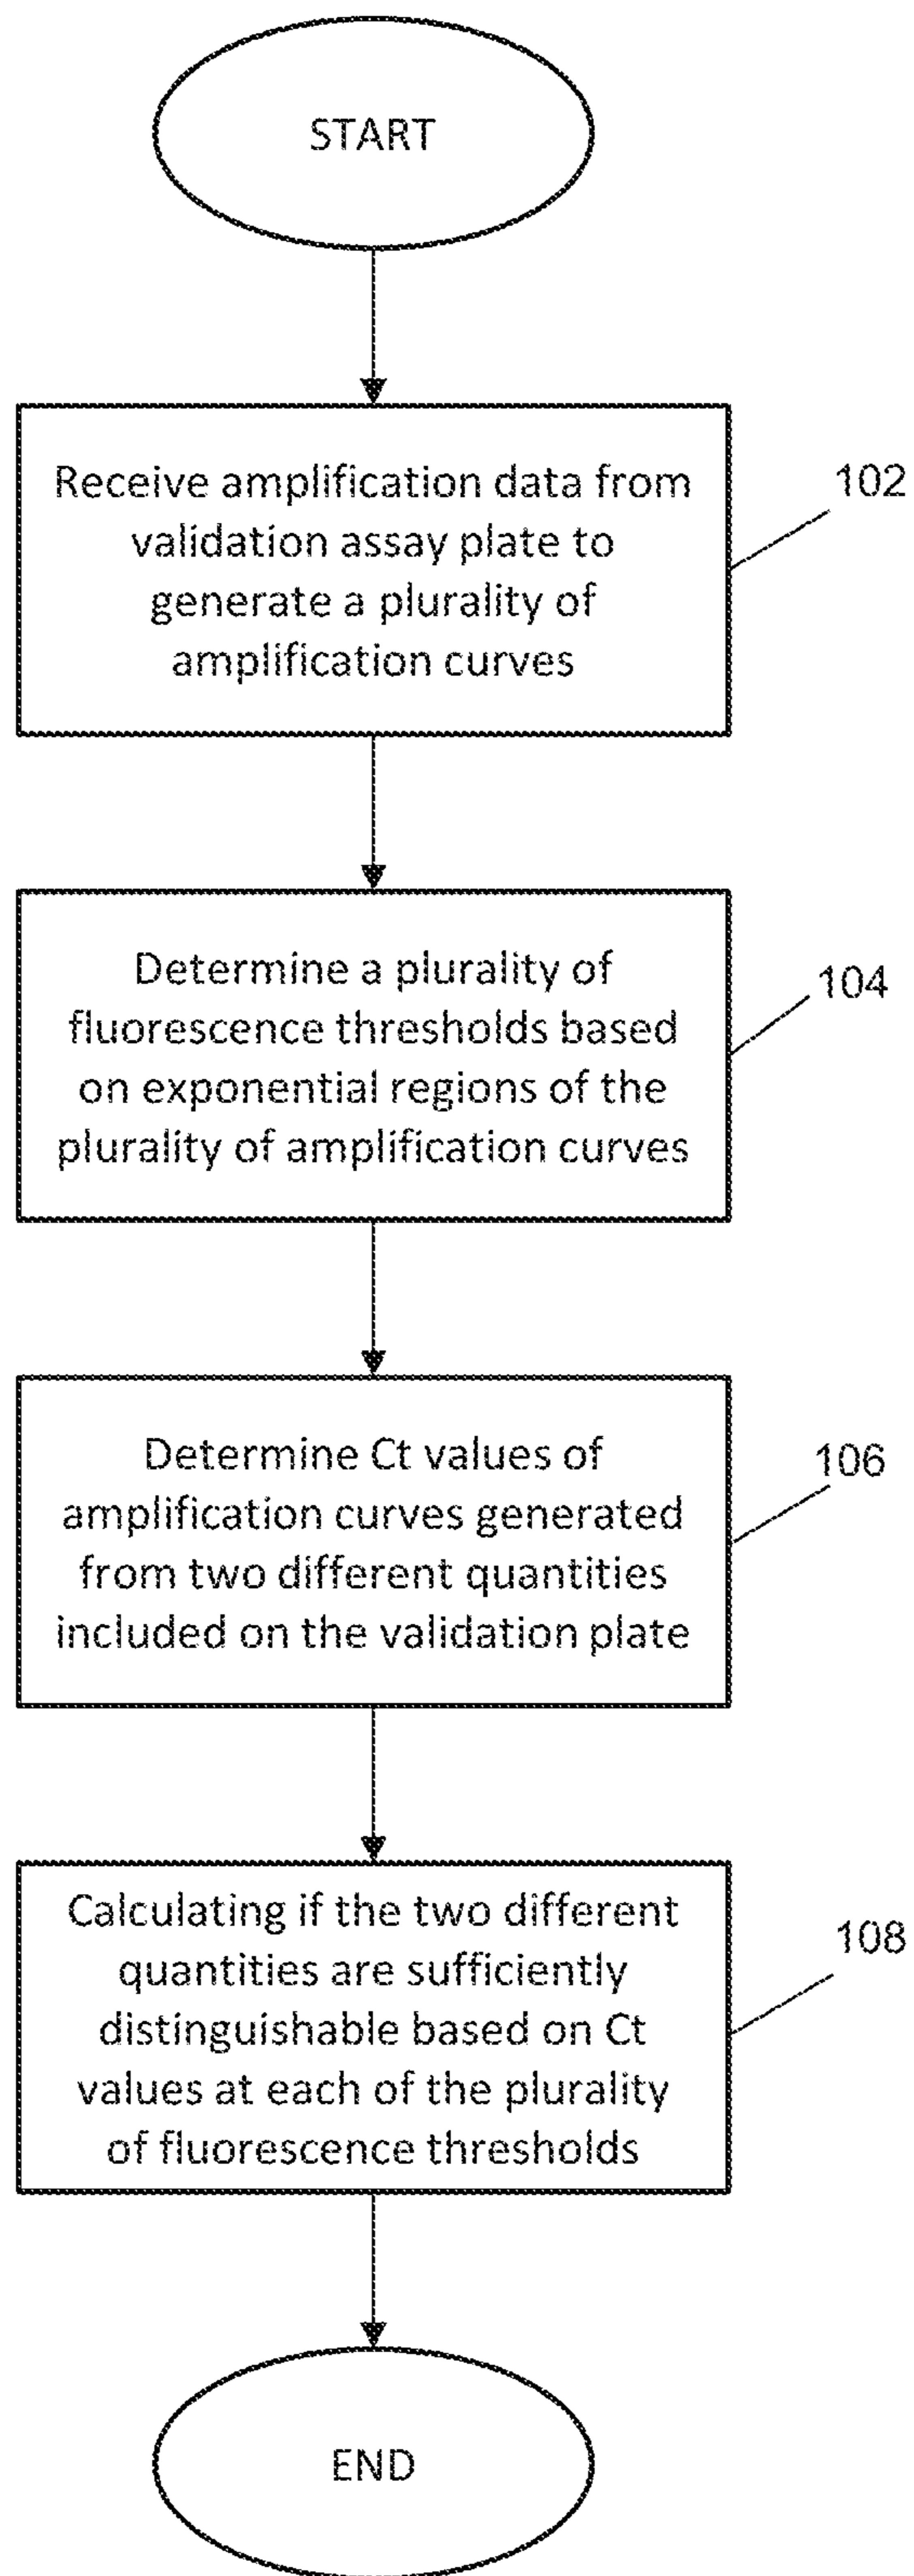 START
Receive amplification data from
validation assay plate to
generate a plurality of
amplification curves
102
Determine a plurality of
fluorescence thresholds based
on exponential regions of the
plurality of amplification curves
104
Determine Ct values of
amplification curves generated
from two different quantities
included on the validation plate
106
Calculating if the two different
quantities are sufficiently
distinguishable based on Ct
values at each of the plurality
of fluorescence thresholds
108
END